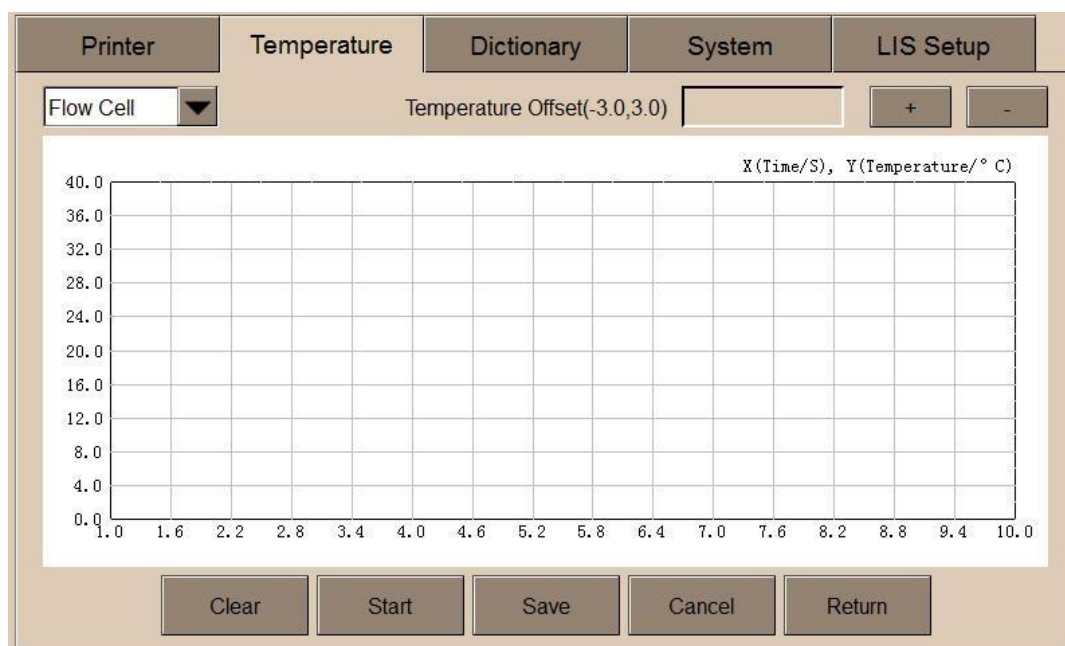 Printer Temperature Dictionary System LIS Setup
Flow Cell Temperature Offset(-3.0,3.0) + -
X(Time/S), Y(Temperature/°C)
40.0
36.0
32.0
28.0
24.0
20.0
16.0
12.0
8.0
4.0
0.0
1.0 1.6 2.2 2.8 3.4 4.0 4.6 5.2 5.8 6.4 7.0 7.6 8.2 8.8 9.4 10.0
Clear Start Save Cancel Return